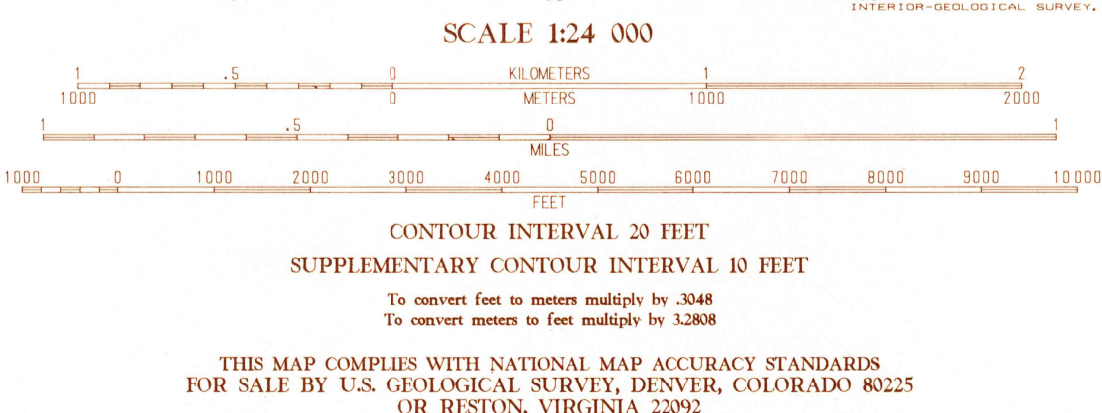 INTERIOR-GEOLOGICAL SURVEY.
SCALE 1:24 000
1 .5 0 KILOMETERS 1 2
1000 0 METERS 1000 2000
1 .5 0 1
MILES
1000 0 1000 2000 3000 4000 5000 6000 7000 8000 9000 10 000
FEET
CONTOUR INTERVAL 20 FEET
SUPPLEMENTARY CONTOUR INTERVAL 10 FEET
To convert feet to meters multiply by .3048
To convert meters to feet multiply by 3.2808
THIS MAP COMPLIES WITH NATIONAL MAP ACCURACY STANDARDS
FOR SALE BY U.S. GEOLOGICAL SURVEY, DENVER, COLORADO 80225
OR RESTON, VIRGINIA 22092